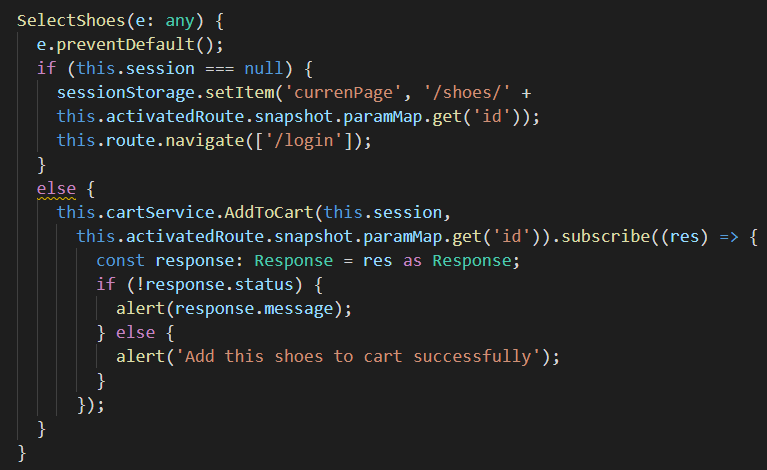 SelectShoes(e: any) {
  e.preventDefault();
  if (this.session === null) {
    sessionStorage.setItem('currenPage', '/shoes/' +
    this.activatedRoute.snapshot.paramMap.get('id'));
    this.route.navigate(['/login']);
  }
  else {
    this.cartService.AddToCart(this.session,
      this.activatedRoute.snapshot.paramMap.get('id')).subscribe((res) => {
        const response: Response = res as Response;
        if (!response.status) {
          alert(response.message);
        } else {
          alert('Add this shoes to cart successfully');
        }
      });
  }
}